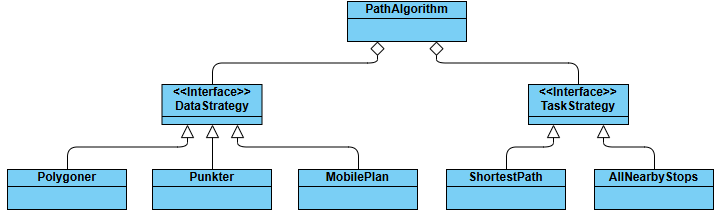 PathAlgorithm
<<Interface>>
DataStrategy
<<Interface>>
TaskStrategy
Polygoner
Punkter
MobilePlan
ShortestPath
AllNearbyStops